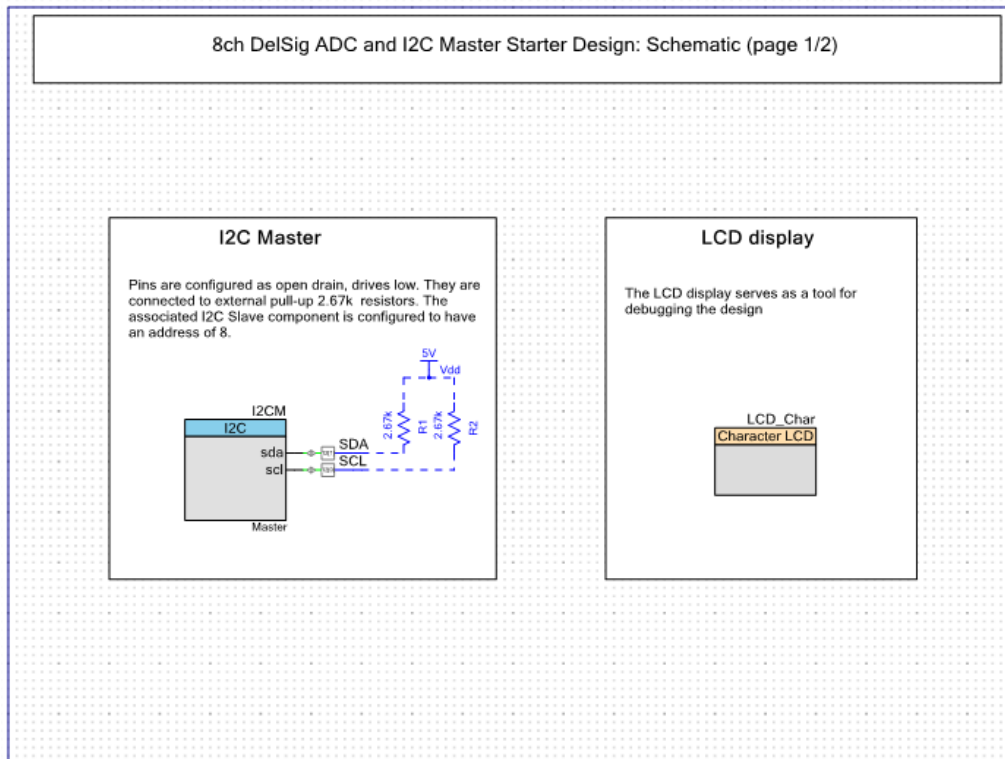 8ch DelSig ADC and I2C Master Starter Design: Schematic (page 1/2)
I2C Master
Pins are configured as open drain, drives low. They are
connected to external pull-up 2.67k resistors. The
associated I2C Slave component is configured to have
an address of 8.
5V
Vdd
2.67k
R1
2.67k
R2
I2CM
I2C
sda
scl
SDA
SCL
Master
LCD display
The LCD display serves as a tool for
debugging the design
LCD_Char
Character LCD